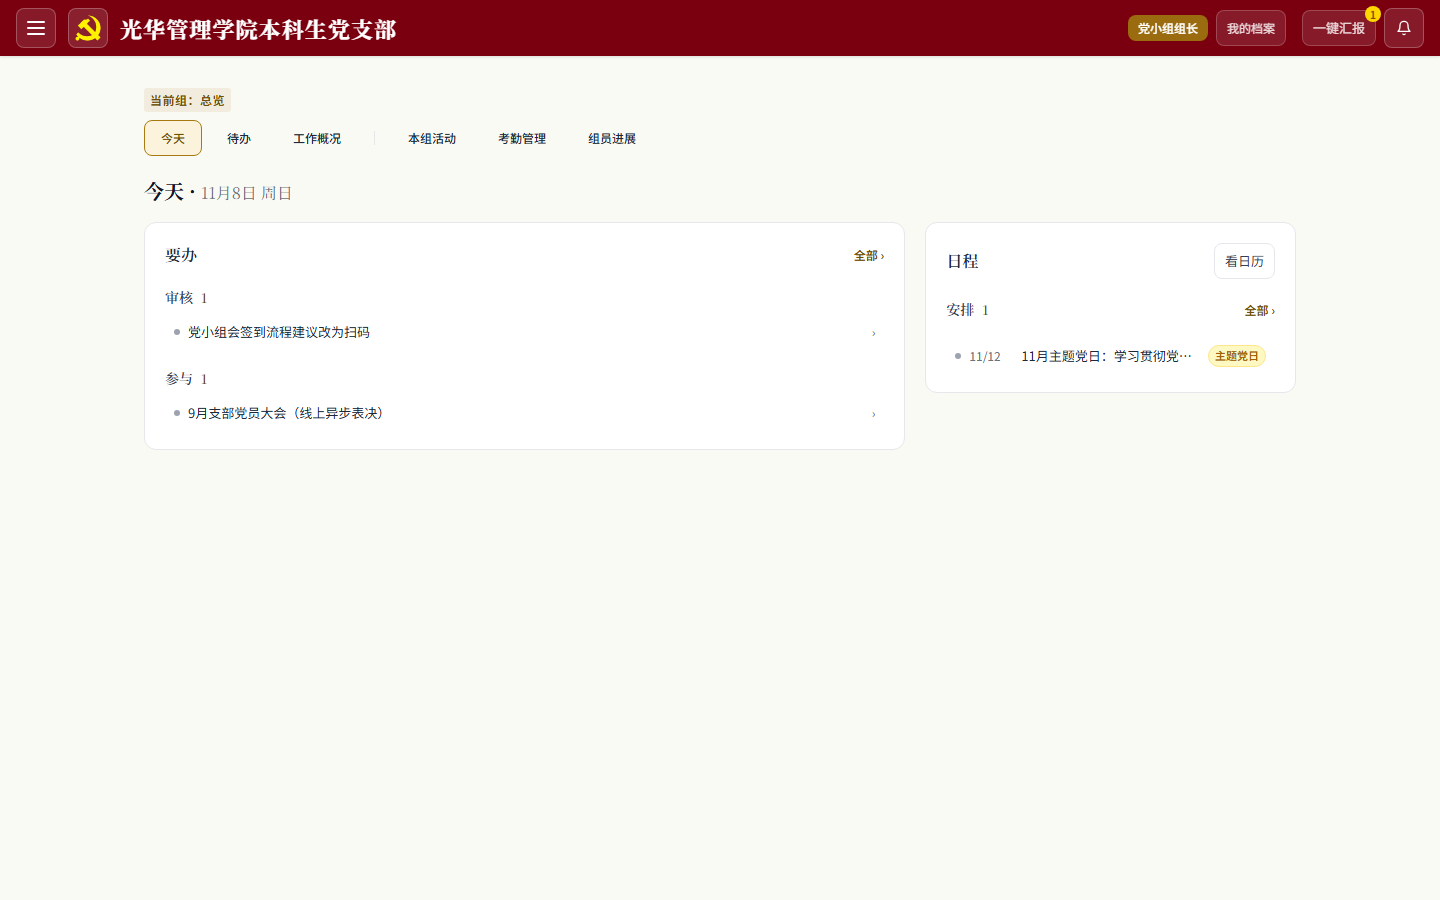 光华管理学院本科生党支部
党小组组长
我的档案
一键汇报
1
当前组：总览
今天
待办
工作概况
本组活动
考勤管理
组员进展
今天 · 11月8日 周日
要办
全部 ›
审核 1
党小组会签到流程建议改为扫码 ›
参与 1
9月支部党员大会（线上异步表决） ›
日程
看日历
安排 1
全部 ›
11/12 11月主题党日：学习贯彻党… 主题党日